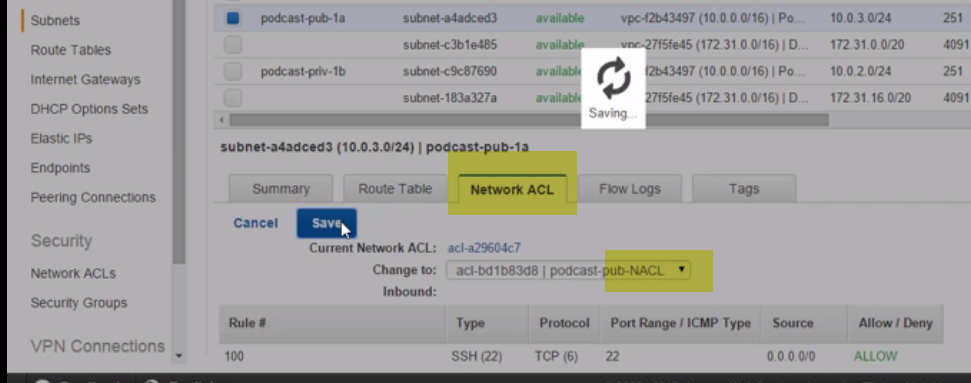 Subnets
Route Tables
Internet Gateways
DHCP Options Sets
Elastic IPs
Endpoints
Peering Connections
Security
Network ACLs
Security Groups
VPN Connections
podcast-pub-1a subnet-a4adced3 available vpc-f2b43497 (10.0.0.0/16) | Po... 10.0.3.0/24 251
subnet-c3b1e485 available vpc-27f5fe45 (172.31.0.0/16) | D... 172.31.0.0/20 4091
podcast-priv-1b subnet-c9c87690 available f2b43497 (10.0.0.0/16) | Po... 10.0.2.0/24 251
subnet-183a327a available 27f5fe45 (172.31.0.0/16) | D... 172.31.16.0/20 4091
Saving...
subnet-a4adced3 (10.0.3.0/24) | podcast-pub-1a
Summary Route Table Network ACL Flow Logs Tags
Cancel Save
Current Network ACL: acl-a29604c7
Change to: acl-bd1b83d8 | podcast-pub-NACL
Inbound:
Rule # Type Protocol Port Range / ICMP Type Source Allow / Deny
100 SSH (22) TCP (6) 22 0.0.0.0/0 ALLOW